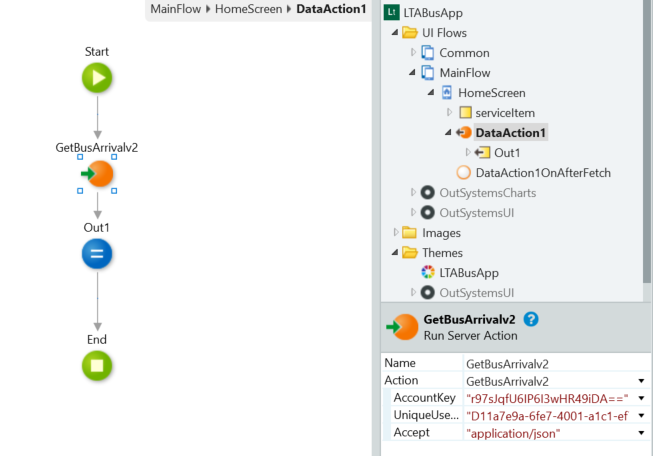 MainFlow HomeScreen DataAction1
Start
GetBusArrivalv2
Out1
End
LTABusApp
UI Flows
Common
MainFlow
HomeScreen
serviceItem
DataAction1
Out1
DataAction1OnAfterFetch
OutSystemsCharts
OutSystemsUI
Images
Themes
LTABusApp
OutSystemsUI
GetBusArrivalv2 ?
Run Server Action
Name GetBusArrivalv2
Action GetBusArrivalv2
AccountKey "r97sJqfU6IP6I3wHR49iDA=="
UniqueUse... "D11a7e9a-6fe7-4001-a1c1-ef
Accept "application/json"